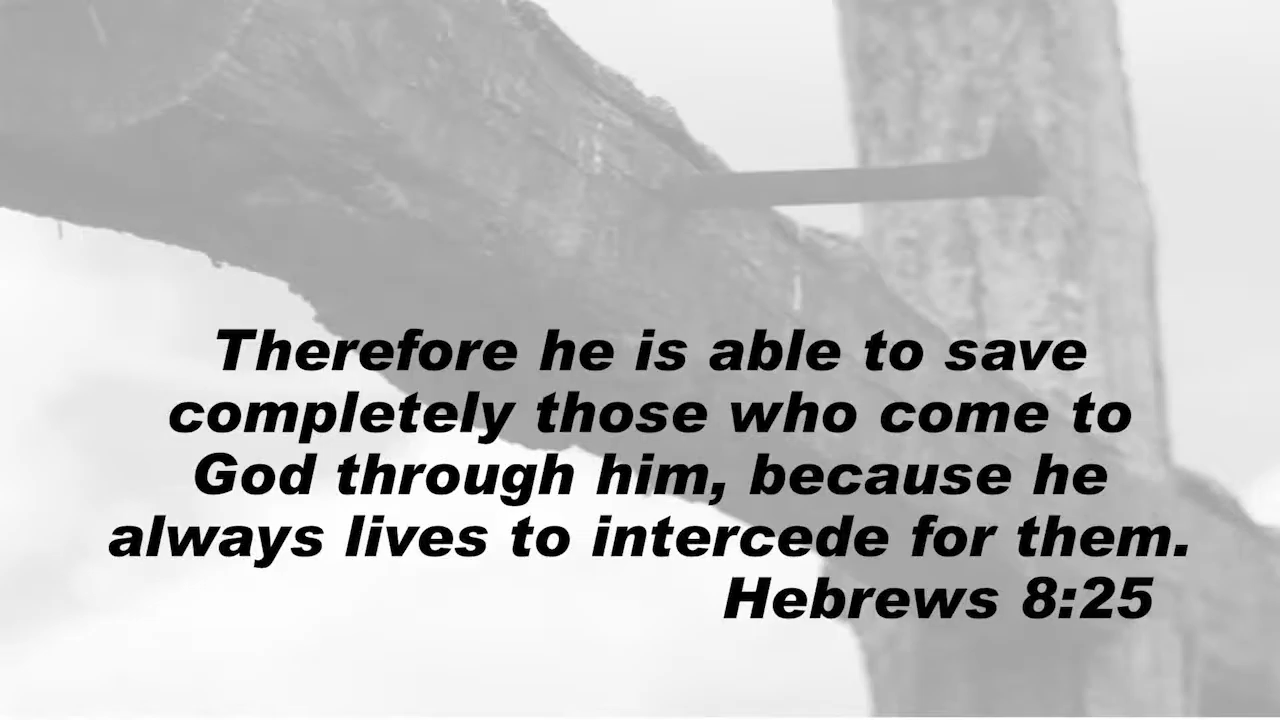 Therefore he is able to save
completely those who come to
God through him, because he
always lives to intercede for them.
Hebrews 8:25